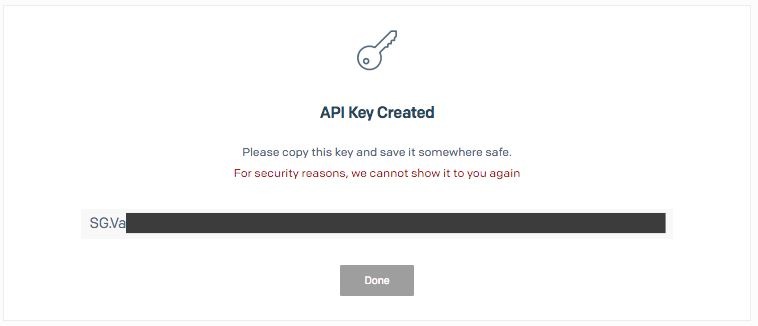 API Key Created
Please copy this key and save it somewhere safe.
For security reasons, we cannot show it to you again
SG.Va
Done